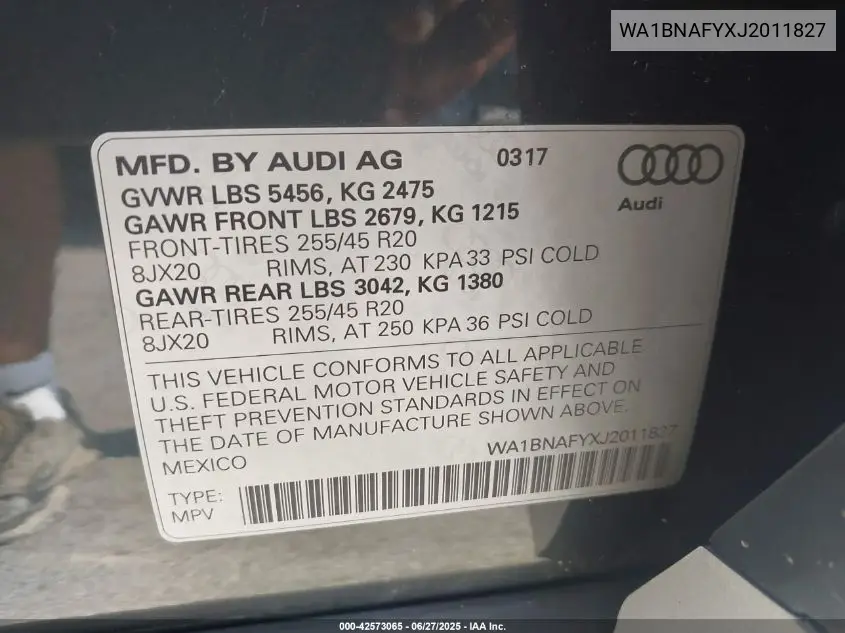 WA1BNAFYXJ2011827
MFD. BY AUDI AG 0317
GVWR LBS 5456, KG 2475
Audi
GAWR FRONT LBS 2679, KG 1215
FRONT-TIRES 255/45 R20
8JX20 RIMS, AT 230 KPA 33 PSI COLD
GAWR REAR LBS 3042, KG 1380
REAR-TIRES 255/45 R20
8JX20 RIMS, AT 250 KPA 36 PSI COLD
THIS VEHICLE CONFORMS TO ALL APPLICABLE
U.S. FEDERAL MOTOR VEHICLE SAFETY AND
THEFT PREVENTION STANDARDS IN EFFECT ON
THE DATE OF MANUFACTURE SHOWN ABOVE.
MEXICO WA1BNAFYXJ2011827
TYPE:
MPV
000-42573065 - 06/27/2025 - IAA Inc.